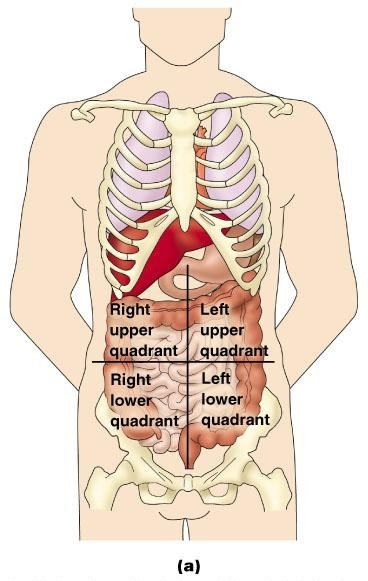 Right
upper
quadrant
Left
upper
quadrant
Right
lower
quadrant
Left
lower
quadrant
(a)